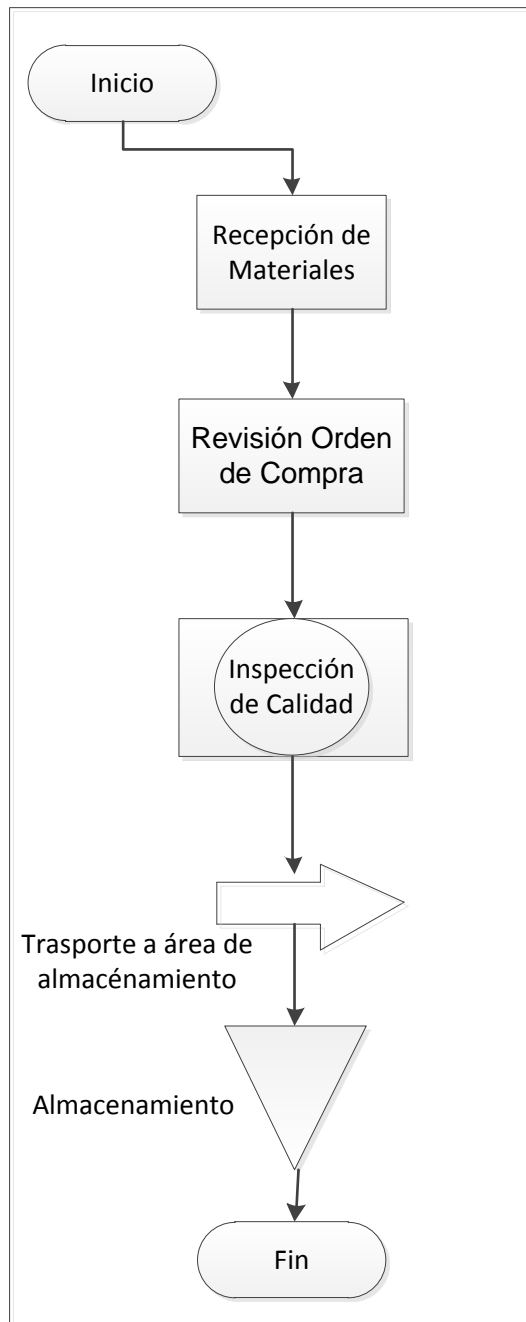 Inicio
Recepción de
Materiales
Revisión Orden
de Compra
Inspección
de Calidad
Trasporte a área de
almacénamiento
Almacenamiento
Fin